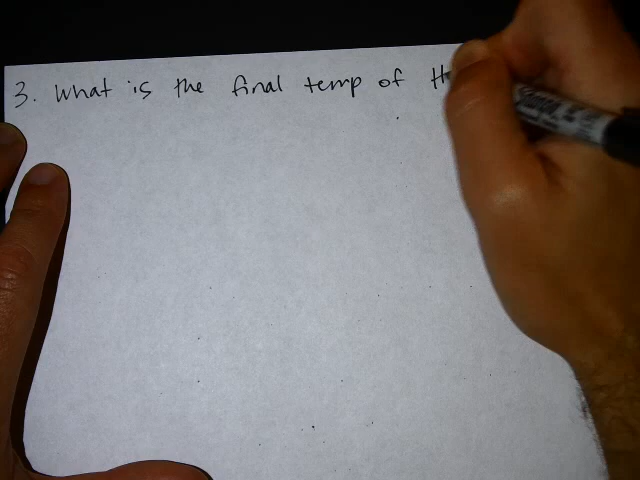 3. What is the final temp of